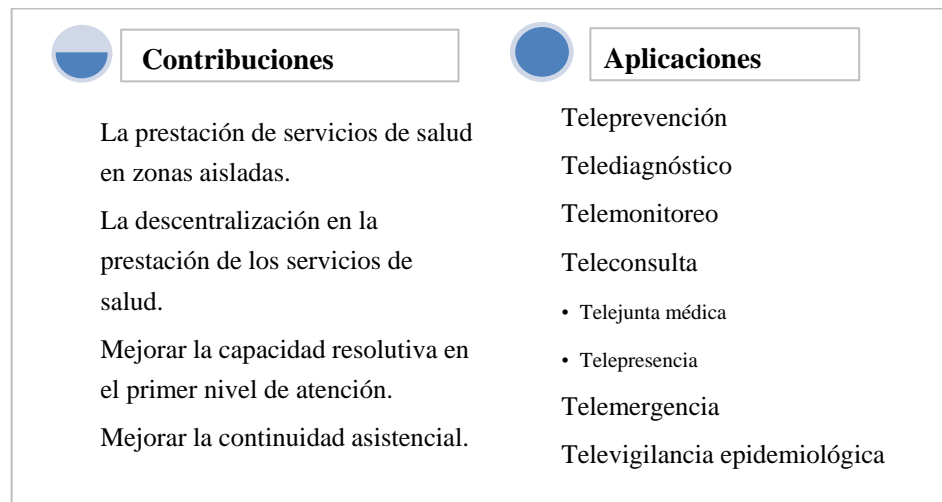 Contribuciones
La prestación de servicios de salud
en zonas aisladas.
La descentralización en la
prestación de los servicios de
salud.
Mejorar la capacidad resolutiva en
el primer nivel de atención.
Mejorar la continuidad asistencial.
Aplicaciones
Teleprevención
Telediagnóstico
Telemonitoreo
Teleconsulta
• Telejunta médica
• Telepresencia
Telemergencia
Televigilancia epidemiológica